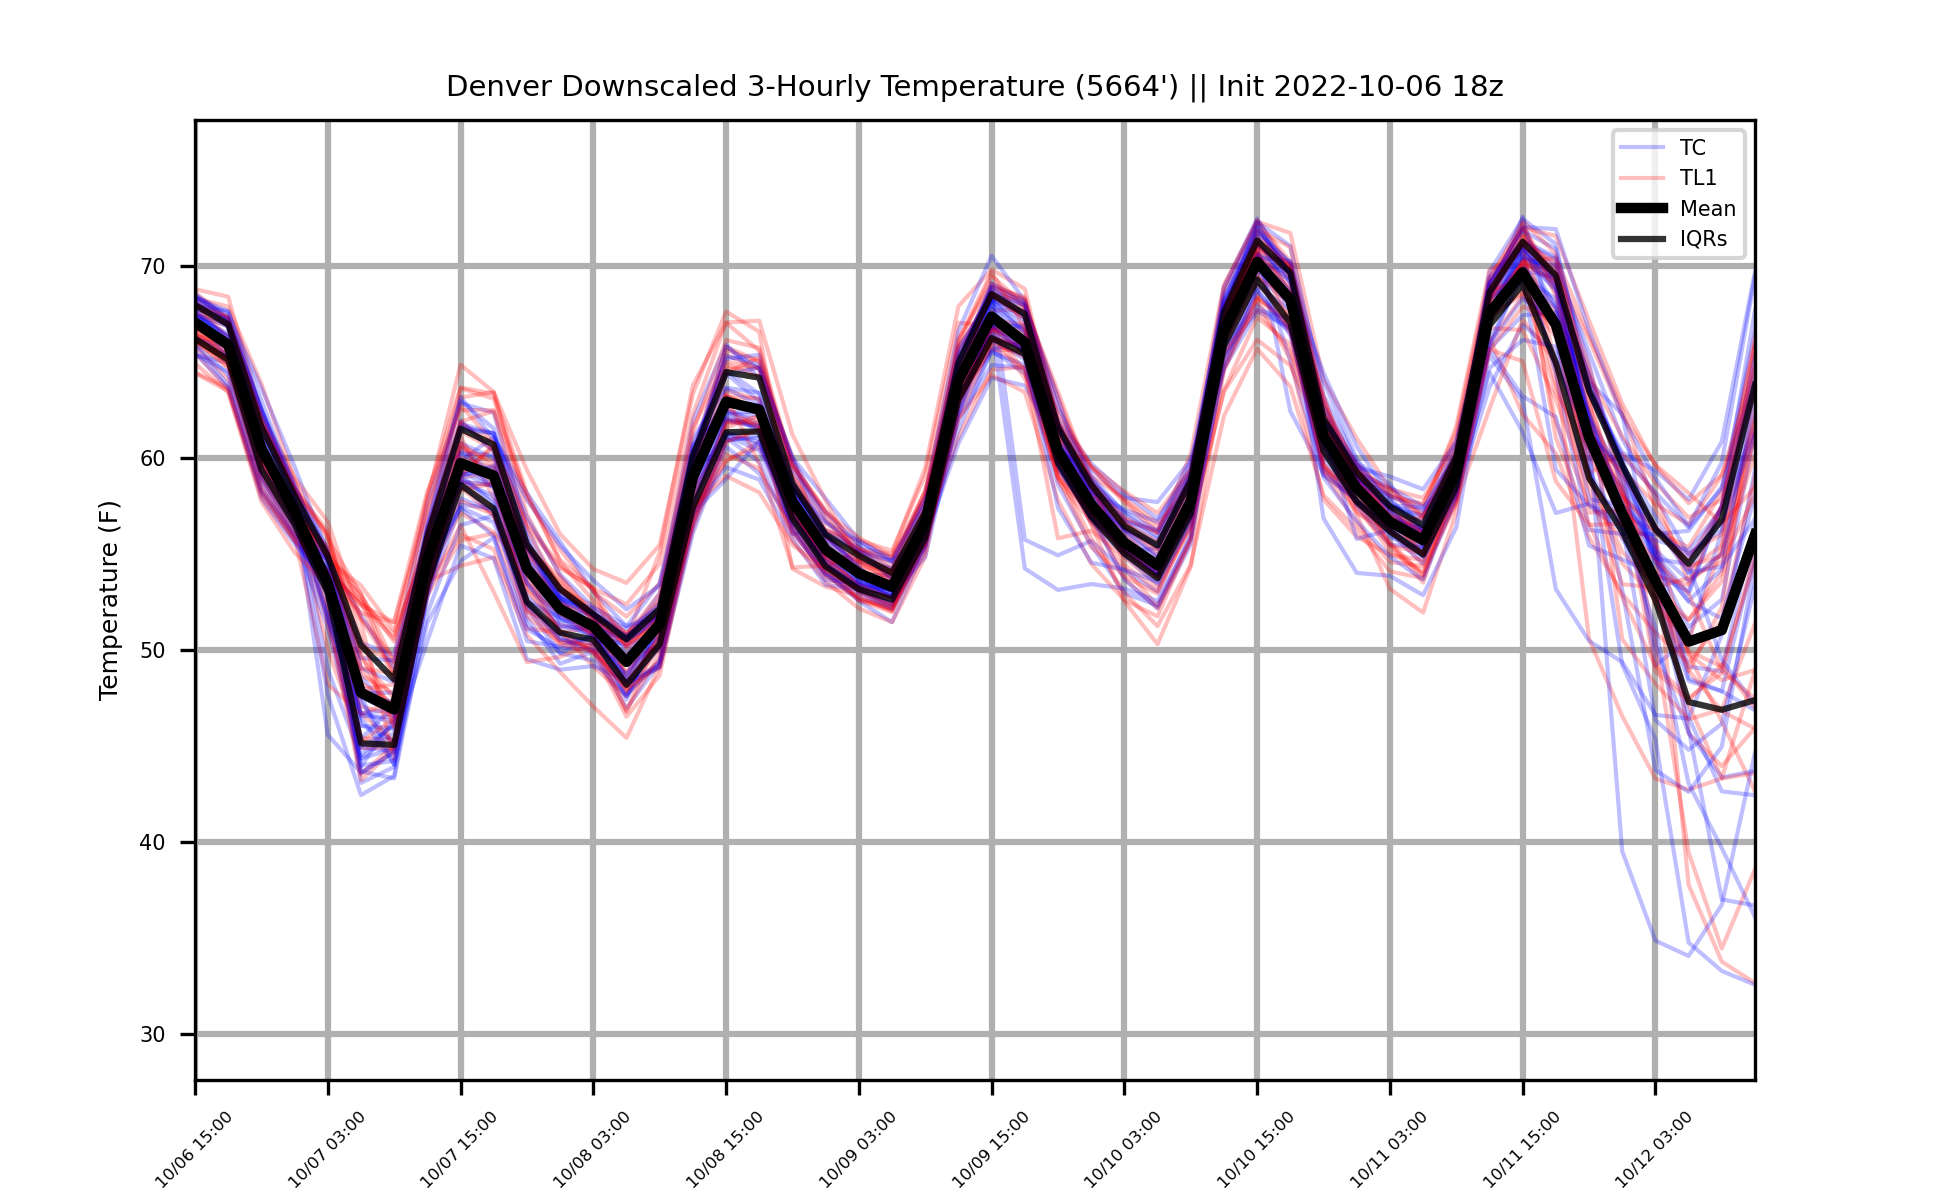 Denver Downscaled 3-Hourly Temperature (5664') || Init 2022-10-06 18z
TC
TL1
Mean
IQRs
Temperature (F)
70
60
50
40
30
10/06 15:00
10/07 03:00
10/07 15:00
10/08 03:00
10/08 15:00
10/09 03:00
10/09 15:00
10/10 03:00
10/10 15:00
10/11 03:00
10/11 15:00
10/12 03:00